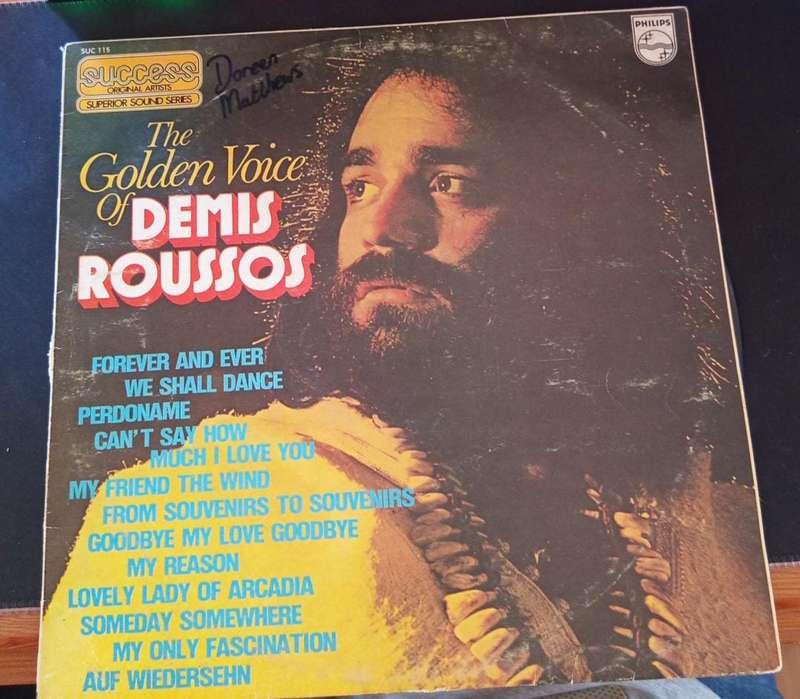 SUC 115
success
ORIGINAL ARTISTS
SUPERIOR SOUND SERIES
Doreen
Matthews
PHILIPS
The
Golden Voice
Of DEMIS
ROUSSOS
FOREVER AND EVER
WE SHALL DANCE
PERDONAME
CAN'T SAY HOW
MUCH I LOVE YOU
MY FRIEND THE WIND
FROM SOUVENIRS TO SOUVENIRS
GOODBYE MY LOVE GOODBYE
MY REASON
LOVELY LADY OF ARCADIA
SOMEDAY SOMEWHERE
MY ONLY FASCINATION
AUF WIEDERSEHN